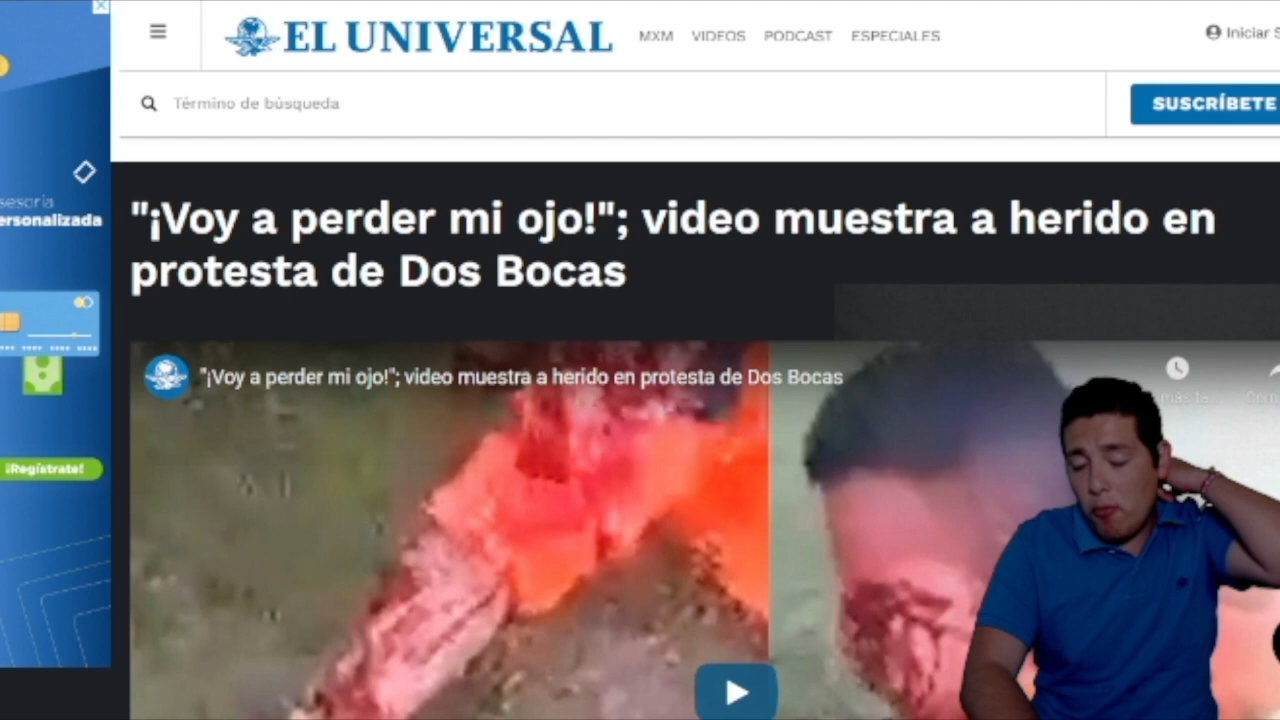 EL UNIVERSAL
MXM VIDEOS PODCAST ESPECIALES
Iniciar S
Término de búsqueda
SUSCRÍBETE
sesoría
ersonalizada
¡Regístrate!
"¡Voy a perder mi ojo!"; video muestra a herido en
protesta de Dos Bocas
"¡Voy a perder mi ojo!"; video muestra a herido en protesta de Dos Bocas